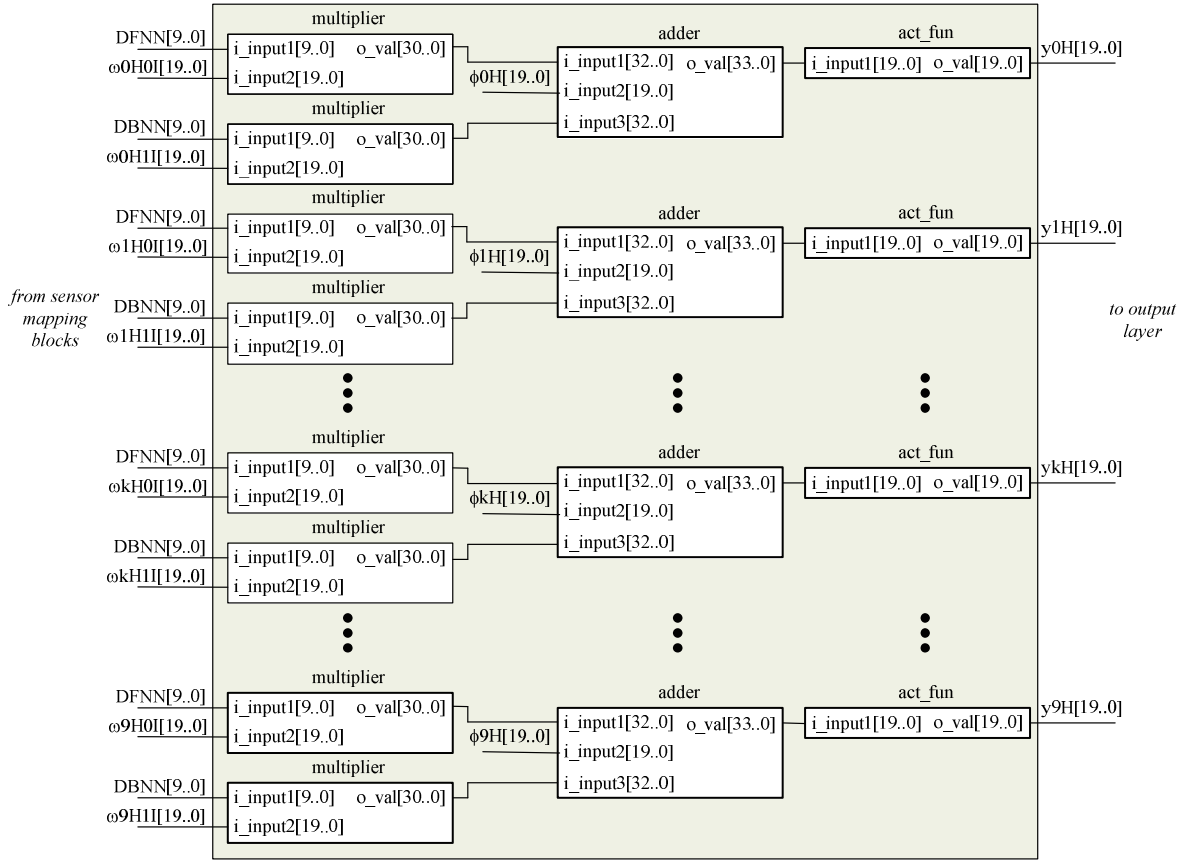 multiplier
adder
act_fun
DFNN[9..0]
ω0H0I[19..0]
i_input1[9..0] o_val[30..0]
i_input2[19..0]
ϕ0H[19..0]
i_input1[32..0] o_val[33..0]
i_input2[19..0]
i_input3[32..0]
i_input1[19..0] o_val[19..0]
y0H[19..0]
multiplier
DBNN[9..0]
ω0H1I[19..0]
i_input1[9..0] o_val[30..0]
i_input2[19..0]
multiplier
adder
act_fun
DFNN[9..0]
ω1H0I[19..0]
i_input1[9..0] o_val[30..0]
i_input2[19..0]
ϕ1H[19..0]
i_input1[32..0] o_val[33..0]
i_input2[19..0]
i_input3[32..0]
i_input1[19..0] o_val[19..0]
y1H[19..0]
multiplier
DBNN[9..0]
ω1H1I[19..0]
i_input1[9..0] o_val[30..0]
i_input2[19..0]
from sensor
mapping
blocks
to output
layer
multiplier
adder
act_fun
DFNN[9..0]
ωkH0I[19..0]
i_input1[9..0] o_val[30..0]
i_input2[19..0]
ϕkH[19..0]
i_input1[32..0] o_val[33..0]
i_input2[19..0]
i_input3[32..0]
i_input1[19..0] o_val[19..0]
ykH[19..0]
multiplier
DBNN[9..0]
ωkH1I[19..0]
i_input1[9..0] o_val[30..0]
i_input2[19..0]
multiplier
adder
act_fun
DFNN[9..0]
ω9H0I[19..0]
i_input1[9..0] o_val[30..0]
i_input2[19..0]
ϕ9H[19..0]
i_input1[32..0] o_val[33..0]
i_input2[19..0]
i_input3[32..0]
i_input1[19..0] o_val[19..0]
y9H[19..0]
multiplier
DBNN[9..0]
ω9H1I[19..0]
i_input1[9..0] o_val[30..0]
i_input2[19..0]